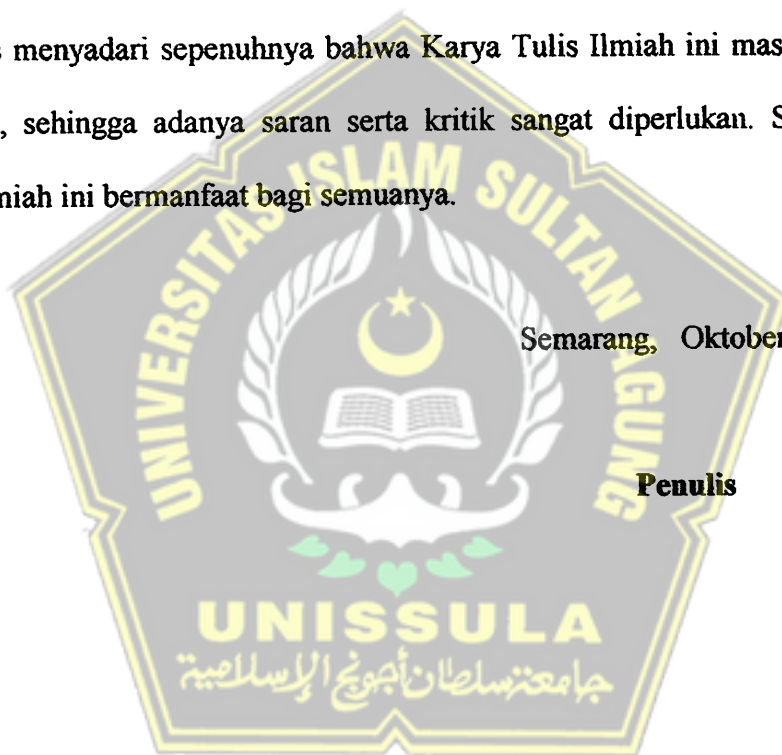 s menyadari sepenuhnya bahwa Karya Tulis Ilmiah ini mas
, sehingga adanya saran serta kritik sangat diperlukan. S
miah ini bermanfaat bagi semuanya.
UNIVERSITAS ISLAM SULTAN AGUNG
Semarang, Oktober
Penulis
UNISSULA
جامعة سلطان أجونج الإسلامية